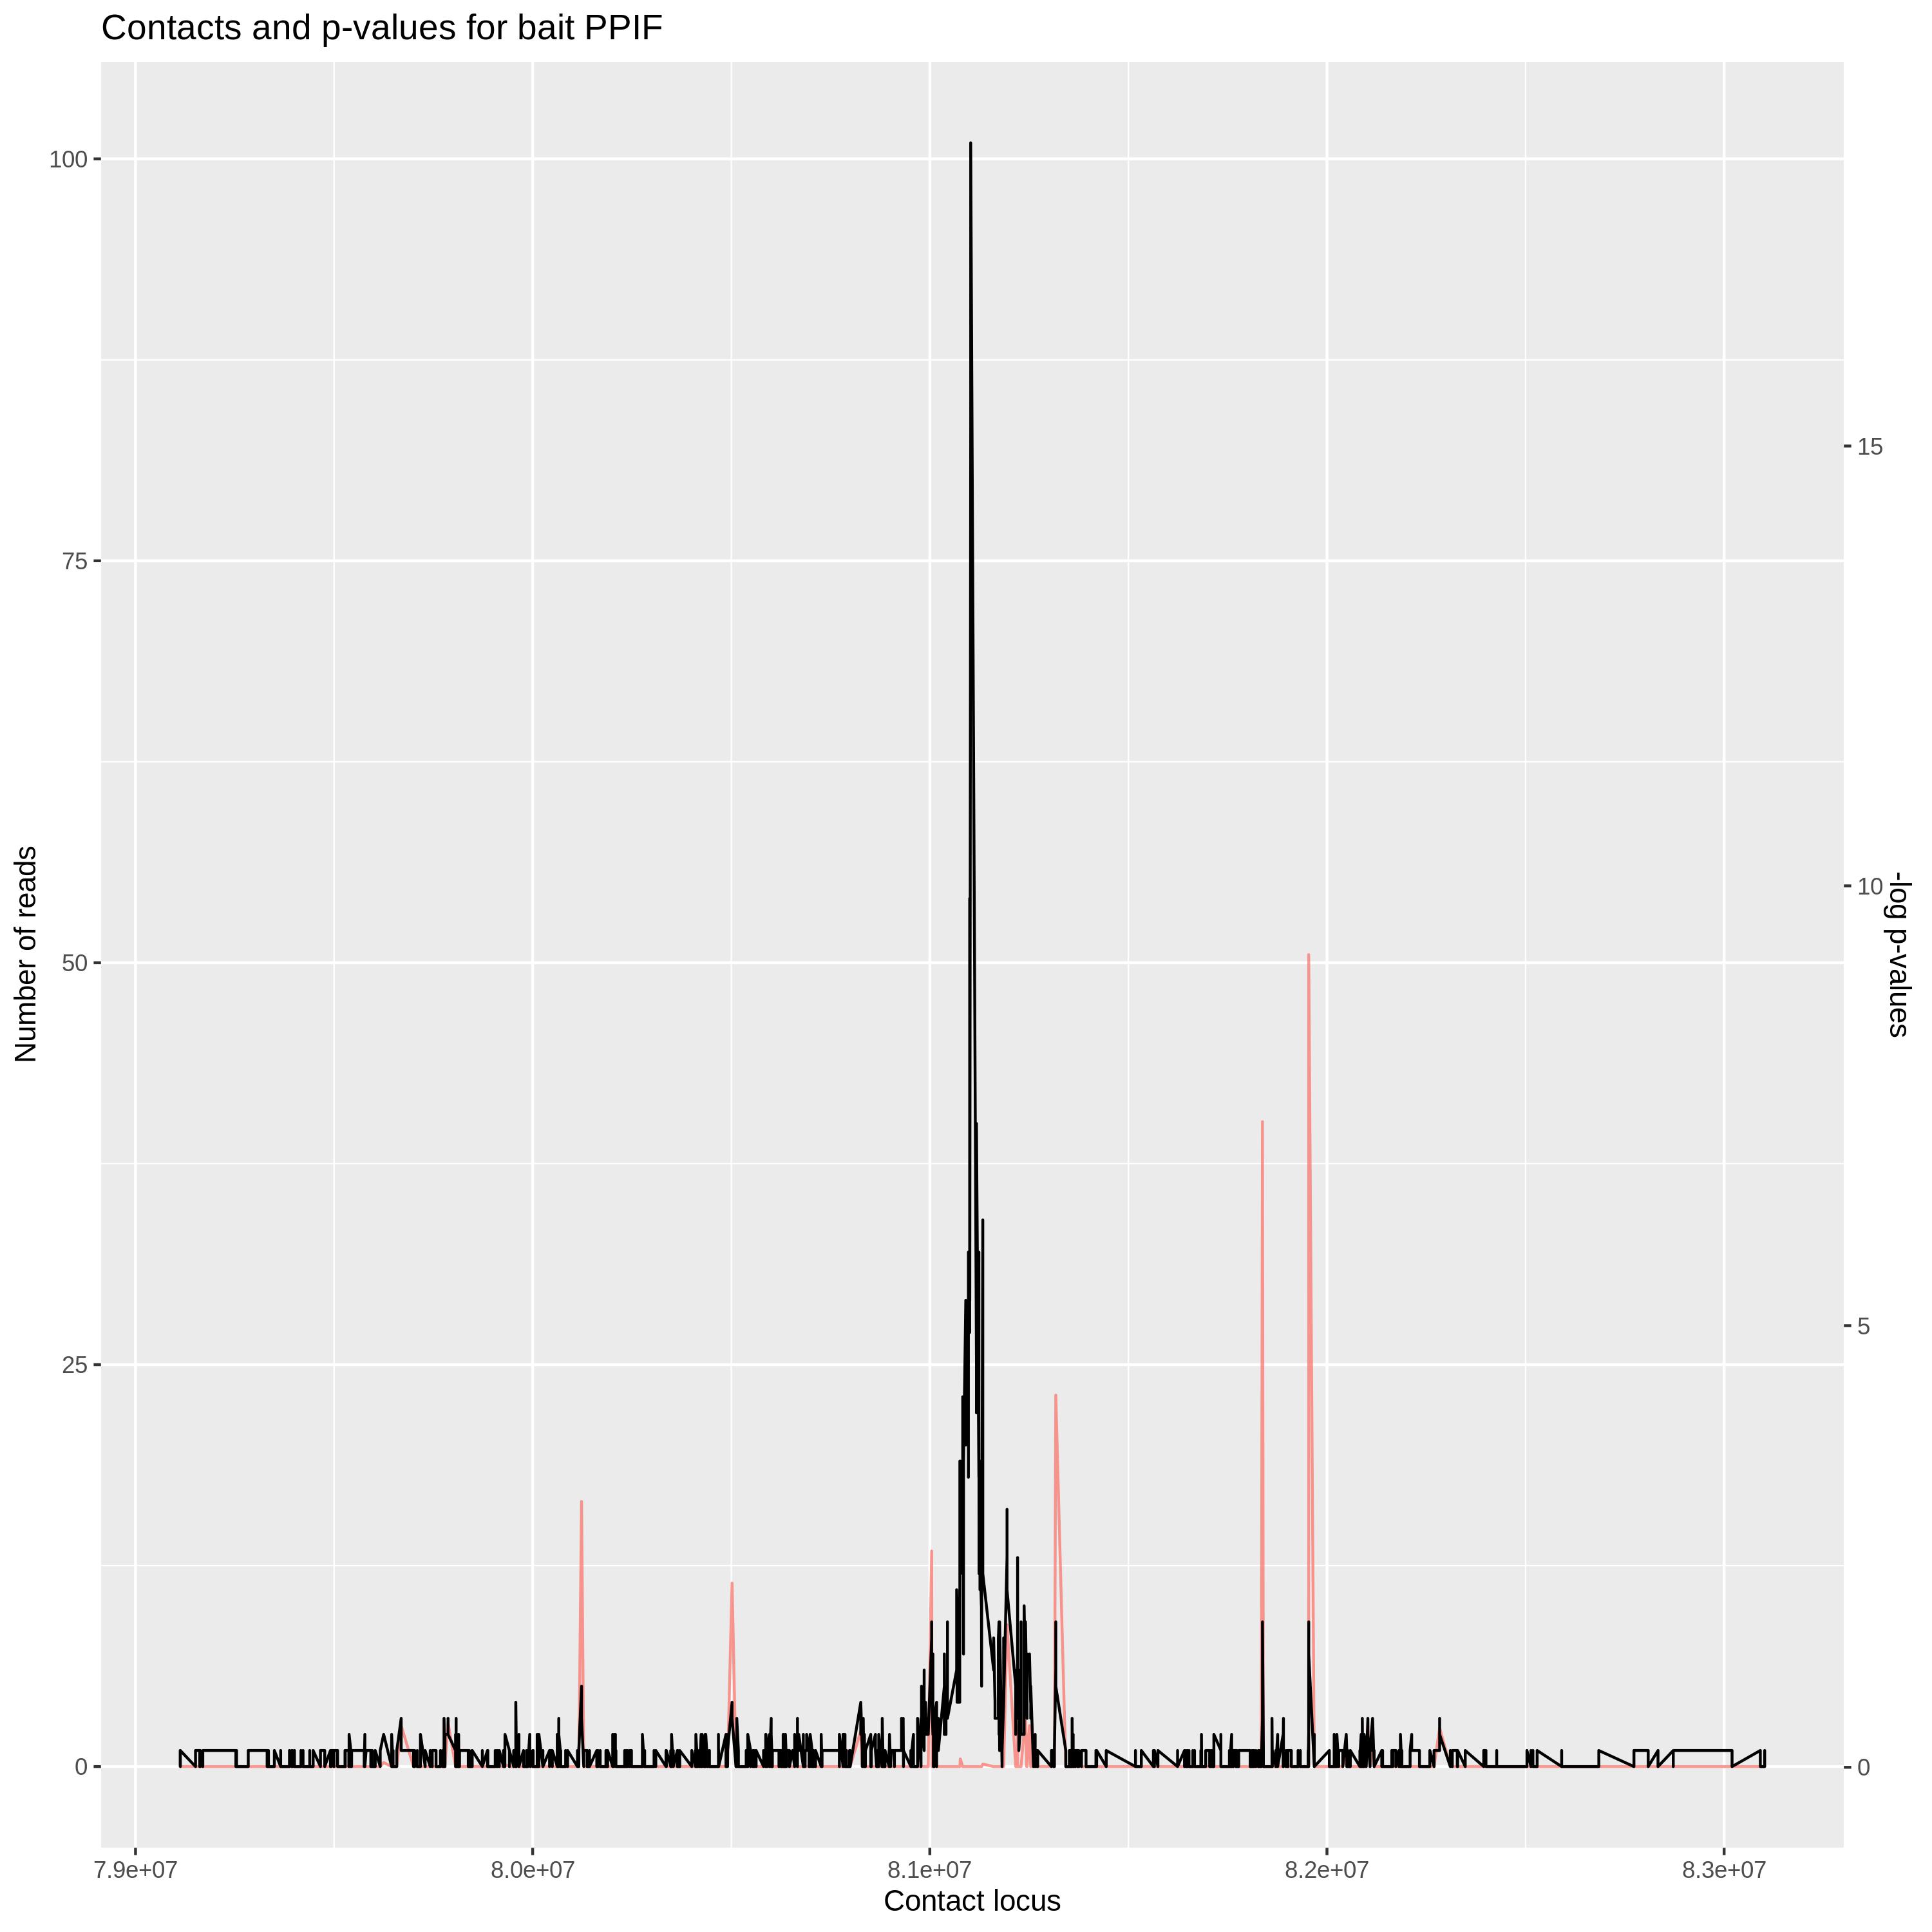 Contacts and p-values for bait PPIF
100
75
50
25
0
Number of reads
15
10
5
0
-log p-values
7.9e+07 8.0e+07 8.1e+07 8.2e+07 8.3e+07
Contact locus